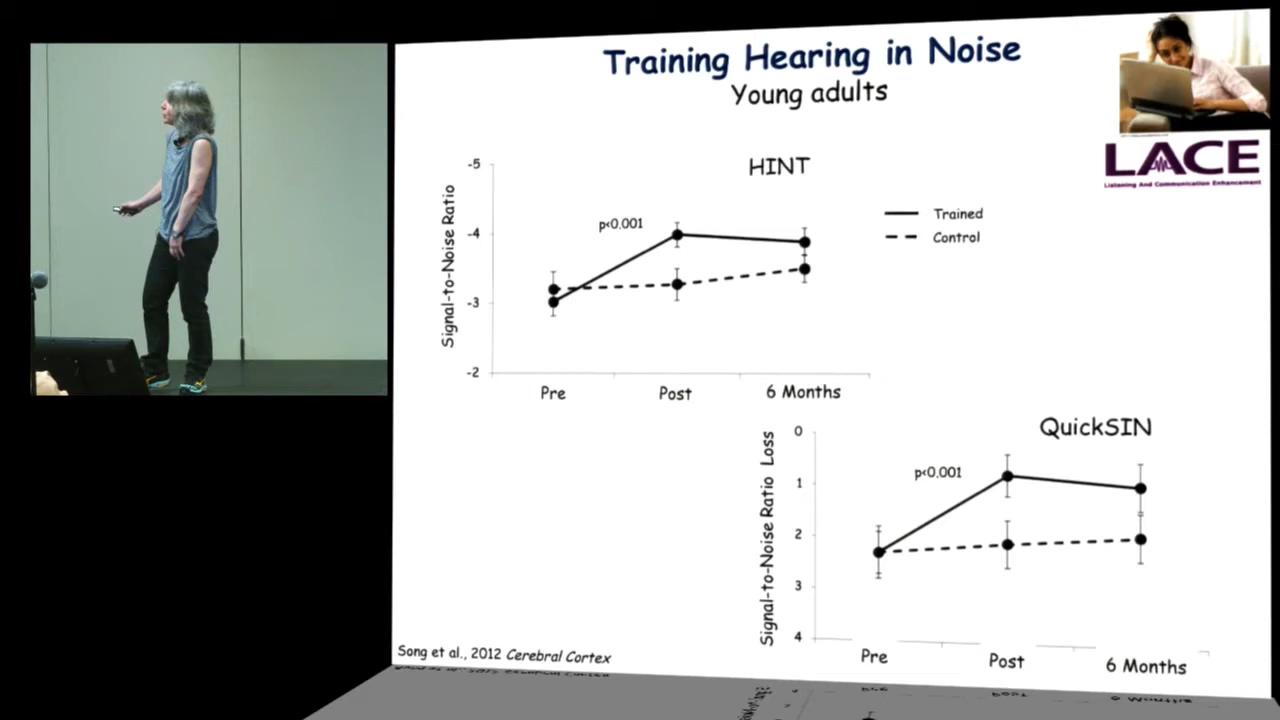 Training Hearing in Noise
Young adults
LACE
Listening And Communication Enhancement
HINT
Signal-to-Noise Ratio
-5
-4
-3
-2
p<0.001
Trained
Control
Pre Post 6 Months
QuickSIN
Signal-to-Noise Ratio Loss
0
1
2
3
4
p<0.001
Pre Post 6 Months
Song et al., 2012 Cerebral Cortex